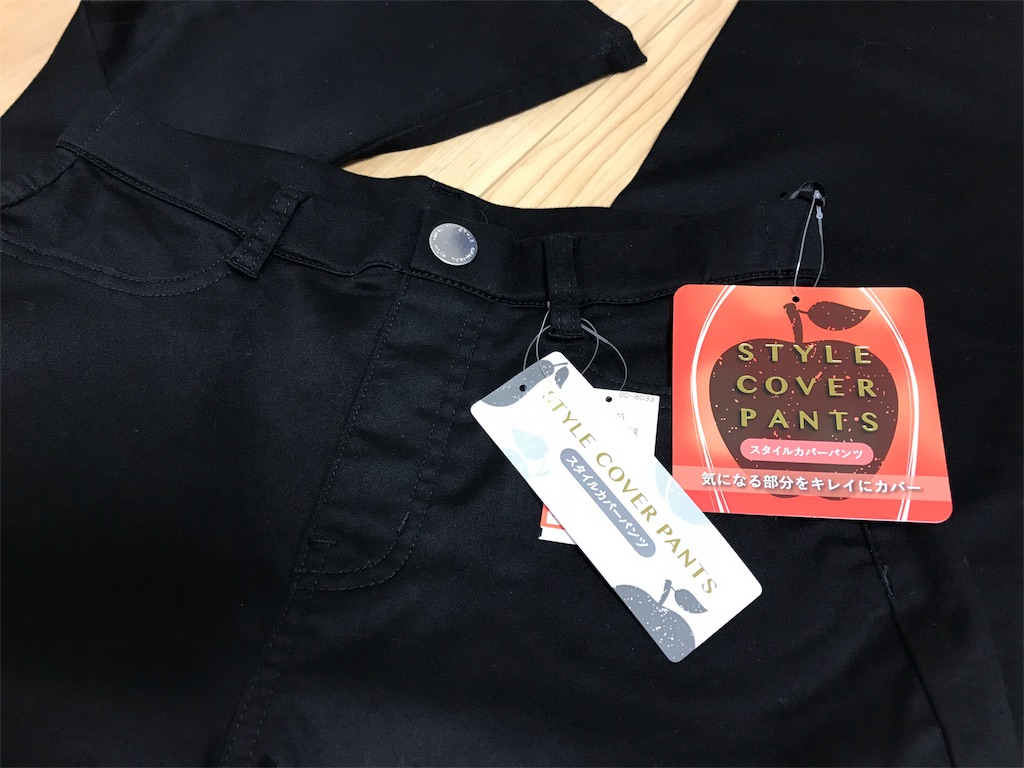 STYLE
COVER
PANTS
スタイルカバーパンツ
気になる部分をキレイにカバー
00-8033
STYLE COVER PANTS
スタイルカバーパンツ